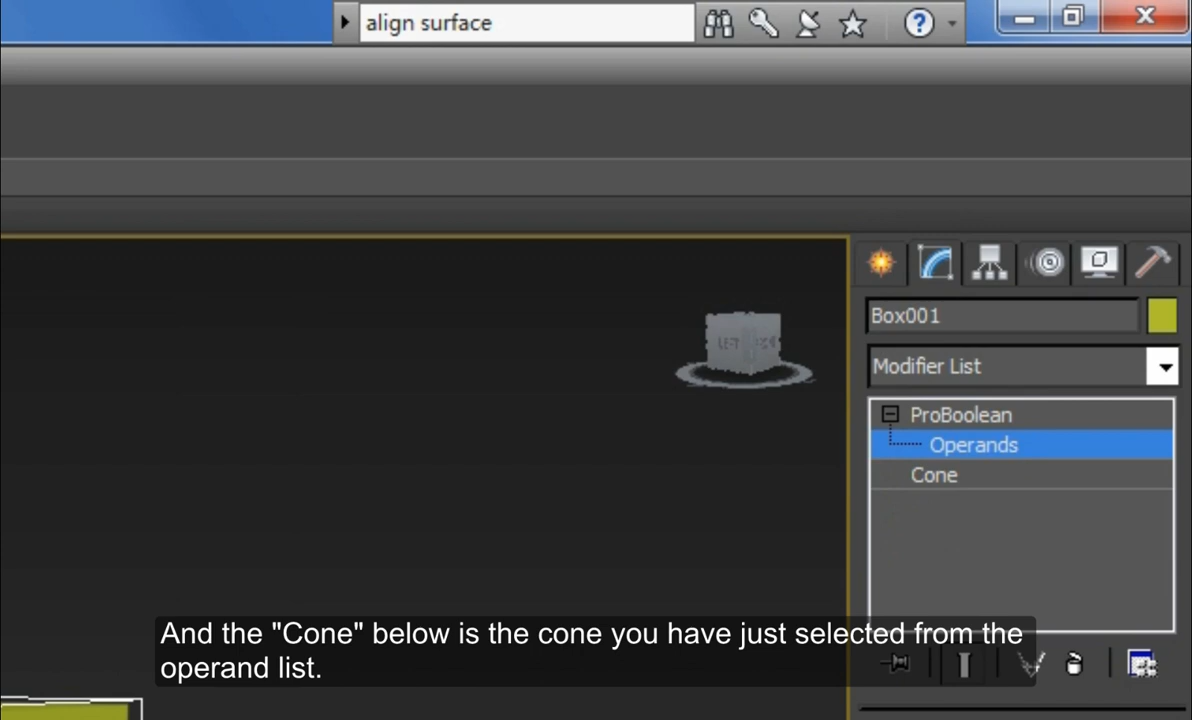 align surface
Box001
Modifier List
ProBoolean
Operands
Cone
And the "Cone" below is the cone you have just selected from the
operand list.